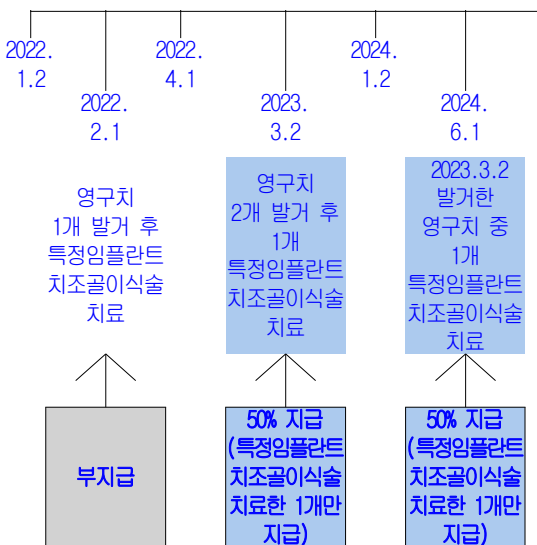 2022.
1.2
2022.
2.1
2022.
4.1
2023.
3.2
2024.
1.2
2024.
6.1
영구치
1개 발거 후
특정임플란트
치조골이식술
치료
영구치
2개 발거 후
1개
특정임플란트
치조골이식술
치료
2023.3.2
발거한
영구치 중
1개
특정임플란트
치조골이식술
치료
부지급
50% 지급
(특정임플란트
치조골이식술
치료한 1개만
지급)
50% 지급
(특정임플란트
치조골이식술
치료한 1개만
지급)